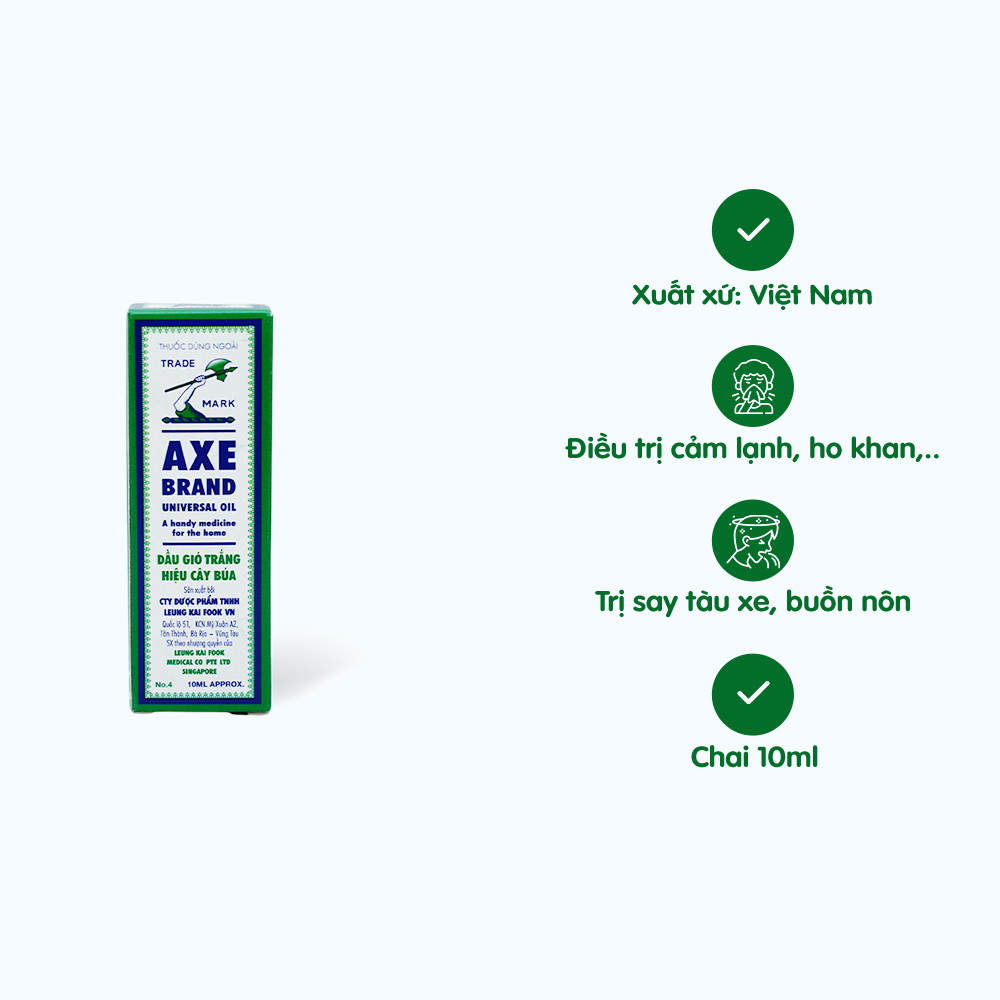 THUỐC DÙNG NGOÀI
TRADE
MARK
AXE
BRAND
UNIVERSAL OIL
A handy medicine
for the home
DẦU GIÓ TRẮNG
HIỆU CÂY BÚA
Sản xuất bởi
CTY DƯỢC PHẨM TNHH
LEUNG KAI FOOK VN
Quốc lộ 51, KCN Mỹ Xuân A2,
Tân Thành, Bà Rịa – Vũng Tàu
SX theo nhượng quyền của
LEUNG KAI FOOK
MEDICAL CO PTE LTD
SINGAPORE
No.4 10ML APPROX.
Xuất xứ: Việt Nam
Điều trị cảm lạnh, ho khan,..
Trị say tàu xe, buồn nôn
Chai 10ml